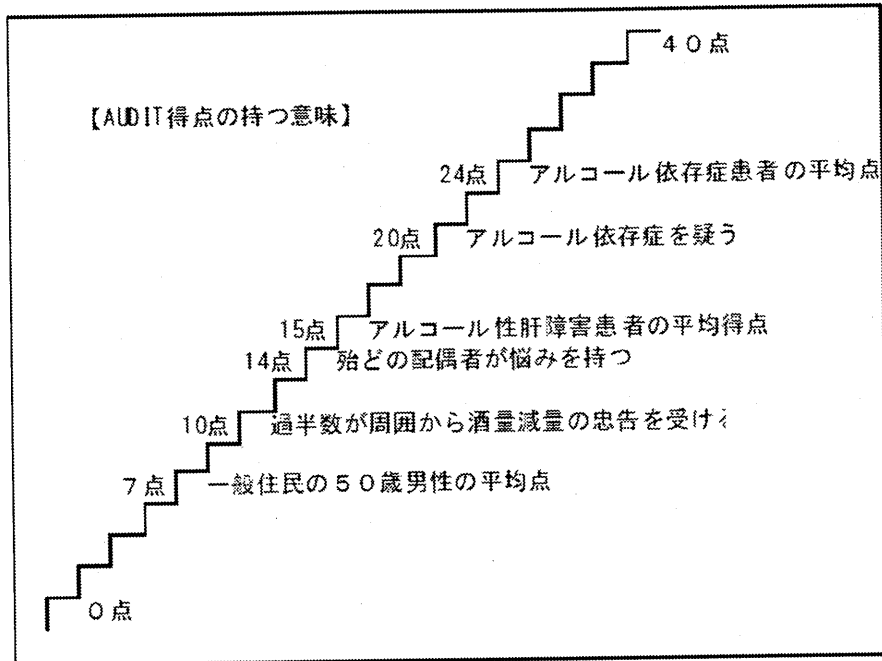 40点
【AUDIT得点の持つ意味】
24点 アルコール依存症患者の平均点
20点 アルコール依存症を疑う
15点 アルコール性肝障害患者の平均得点
14点 殆どの配偶者が悩みを持つ
10点 過半数が周囲から酒量減量の忠告を受ける
7点 一般住民の50歳男性の平均点
0点